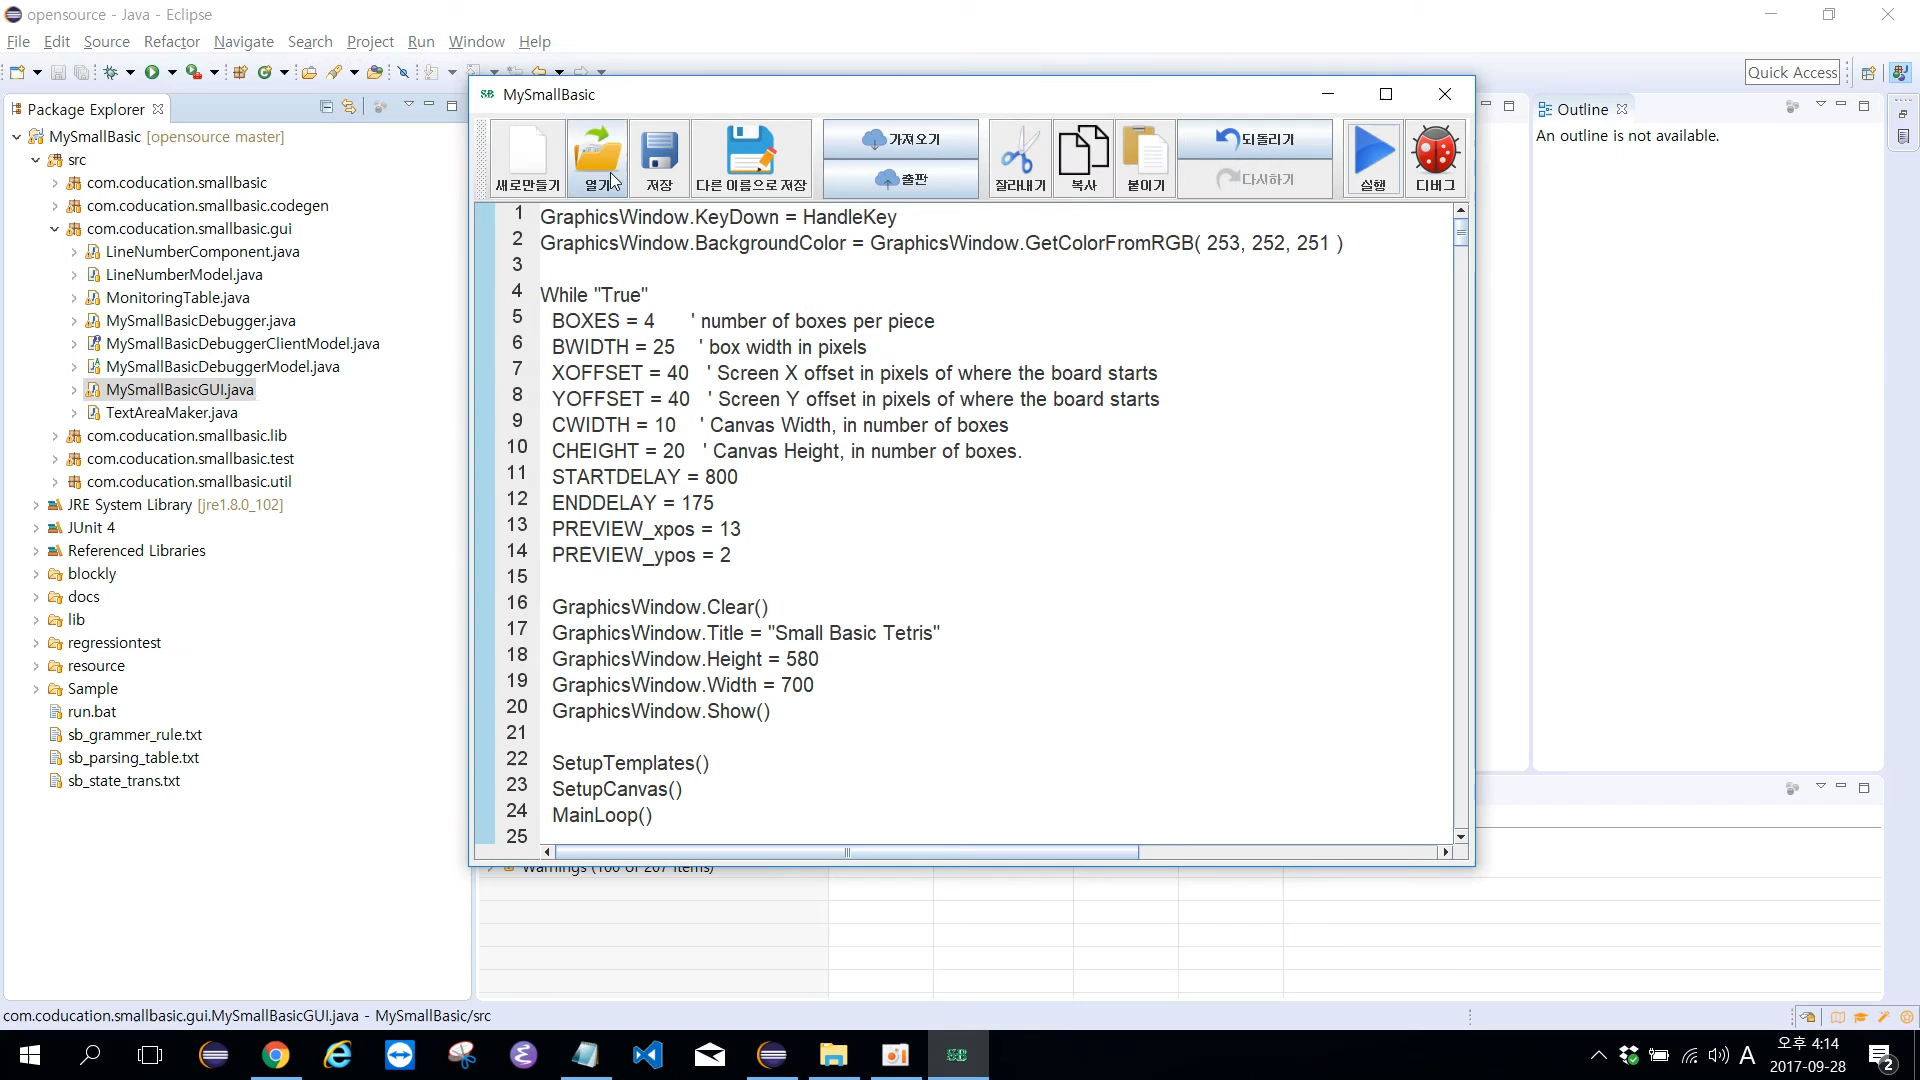 opensource - Java - Eclipse
File Edit Source Refactor Navigate Search Project Run Window Help
Quick Access
Package Explorer
MySmallBasic [opensource master]
src
com.coducation.smallbasic
com.coducation.smallbasic.codegen
com.coducation.smallbasic.gui
LineNumberComponent.java
LineNumberModel.java
MonitoringTable.java
MySmallBasicDebugger.java
MySmallBasicDebuggerClientModel.java
MySmallBasicDebuggerModel.java
MySmallBasicGUI.java
TextAreaMaker.java
com.coducation.smallbasic.lib
com.coducation.smallbasic.test
com.coducation.smallbasic.util
JRE System Library [jre1.8.0_102]
JUnit 4
Referenced Libraries
blockly
docs
lib
regressiontest
resource
Sample
run.bat
sb_grammer_rule.txt
sb_parsing_table.txt
sb_state_trans.txt
SB MySmallBasic
새로만들기 열기 저장 다른 이름으로 저장 가져오기 출판 잘라내기 복사 붙이기 되돌리기 다시하기 실행 디버그
1 GraphicsWindow.KeyDown = HandleKey
2 GraphicsWindow.BackgroundColor = GraphicsWindow.GetColorFromRGB( 253, 252, 251 )
3
4 While "True"
5 BOXES = 4 ' number of boxes per piece
6 BWIDTH = 25 ' box width in pixels
7 XOFFSET = 40 ' Screen X offset in pixels of where the board starts
8 YOFFSET = 40 ' Screen Y offset in pixels of where the board starts
9 CWIDTH = 10 ' Canvas Width, in number of boxes
10 CHEIGHT = 20 ' Canvas Height, in number of boxes.
11 STARTDELAY = 800
12 ENDDELAY = 175
13 PREVIEW_xpos = 13
14 PREVIEW_ypos = 2
15
16 GraphicsWindow.Clear()
17 GraphicsWindow.Title = "Small Basic Tetris"
18 GraphicsWindow.Height = 580
19 GraphicsWindow.Width = 700
20 GraphicsWindow.Show()
21
22 SetupTemplates()
23 SetupCanvas()
24 MainLoop()
25
Outline
An outline is not available.
Warnings (100 of 207 items)
com.coducation.smallbasic.gui.MySmallBasicGUI.java - MySmallBasic/src
SB
A
오후 4:14
2017-09-28
2